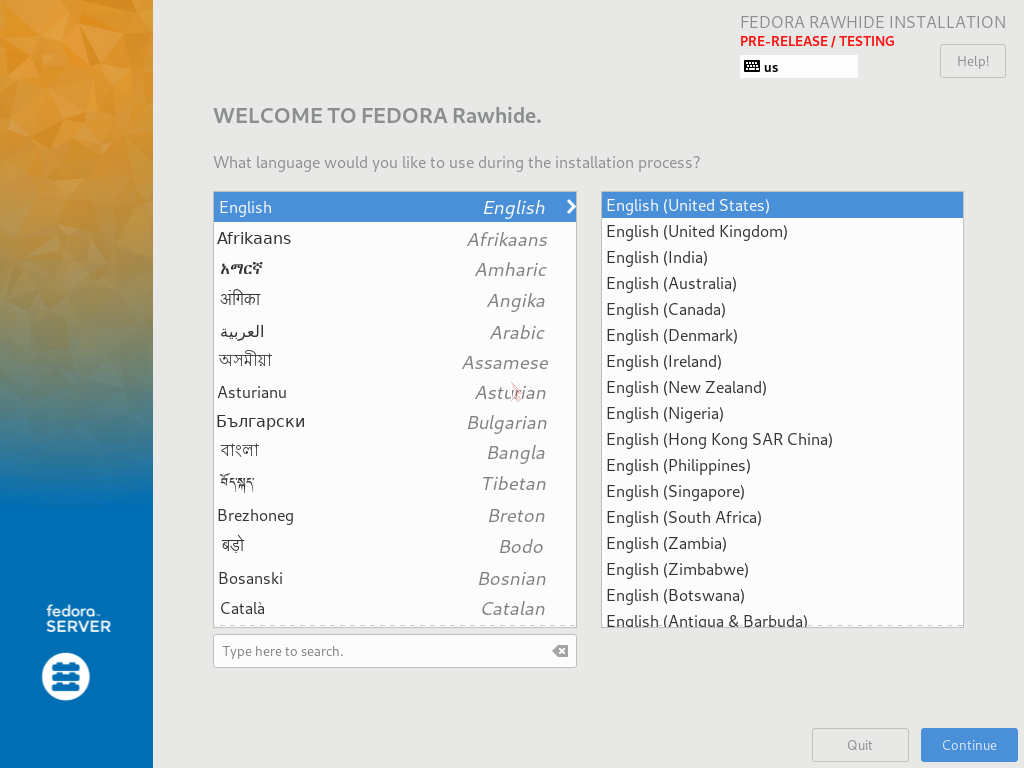 FEDORA RAWHIDE INSTALLATION
PRE-RELEASE / TESTING
us
Help!
WELCOME TO FEDORA Rawhide.
What language would you like to use during the installation process?
English English
Afrikaans Afrikaans
አማርኛ Amharic
अंगिका Angika
العربية Arabic
অসমীয়া Assamese
Asturianu Asturian
Български Bulgarian
বাংলা Bangla
བོད་སྐད་ Tibetan
Brezhoneg Breton
बड़ो Bodo
Bosanski Bosnian
Català Catalan
Type here to search.
English (United States)
English (United Kingdom)
English (India)
English (Australia)
English (Canada)
English (Denmark)
English (Ireland)
English (New Zealand)
English (Nigeria)
English (Hong Kong SAR China)
English (Philippines)
English (Singapore)
English (South Africa)
English (Zambia)
English (Zimbabwe)
English (Botswana)
English (Antigua & Barbuda)
fedora
SERVER
Quit
Continue